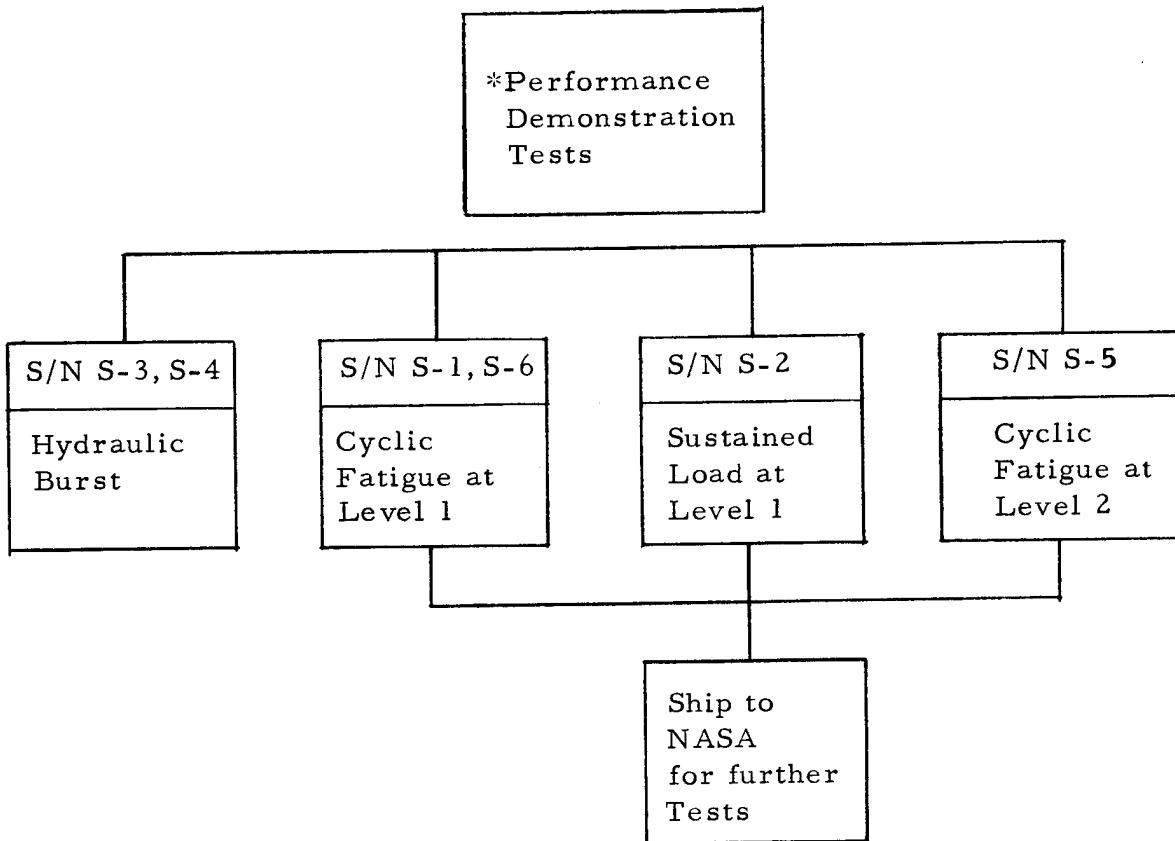 *Performance
Demonstration
Tests
S/N S-3, S-4
Hydraulic
Burst
S/N S-1, S-6
Cyclic
Fatigue at
Level 1
S/N S-2
Sustained
Load at
Level 1
S/N S-5
Cyclic
Fatigue at
Level 2
Ship to
NASA
for further
Tests